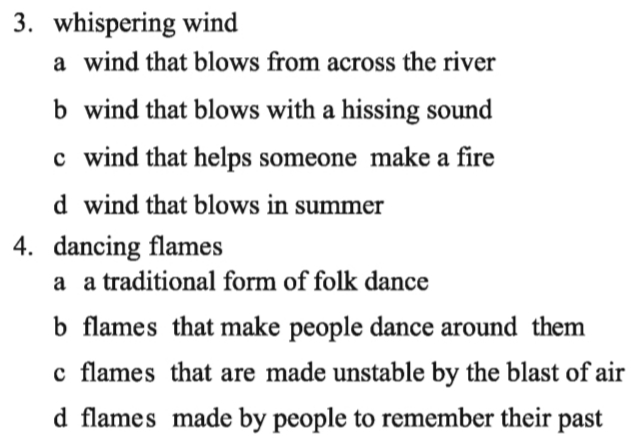 3. whispering wind
a wind that blows from across the river
b wind that blows with a hissing sound
c wind that helps someone make a fire
d wind that blows in summer
4. dancing flames
a a traditional form of folk dance
b flames that make people dance around them
c flames that are made unstable by the blast of air
d flames made by people to remember their past